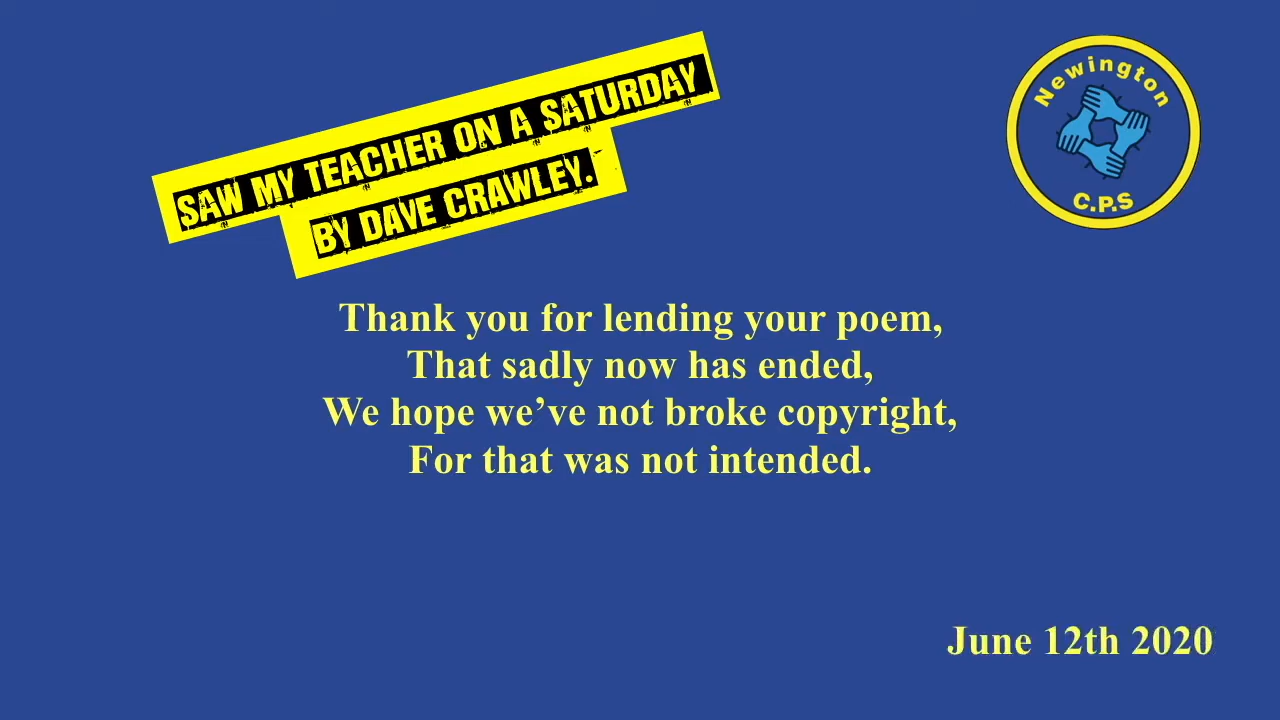 SAW MY TEACHER ON A SATURDAY
BY DAVE CRAWLEY.
Newington
C.P.S
Thank you for lending your poem,
That sadly now has ended,
We hope we’ve not broke copyright,
For that was not intended.
June 12th 2020